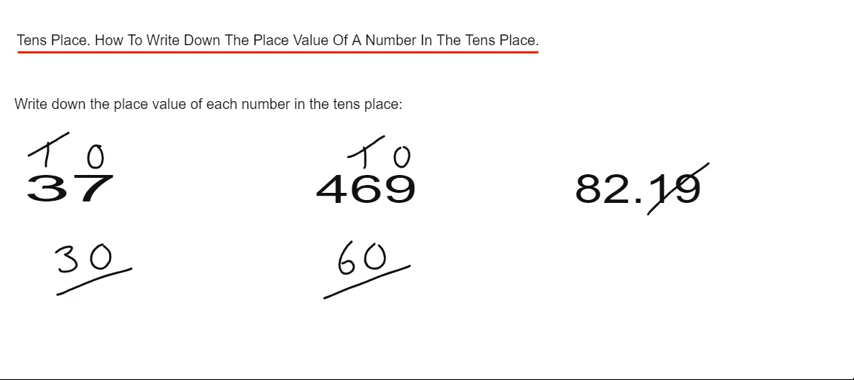 Tens Place. How To Write Down The Place Value Of A Number In The Tens Place.
Write down the place value of each number in the tens place:
T O T O
37 469 82.19
30 60